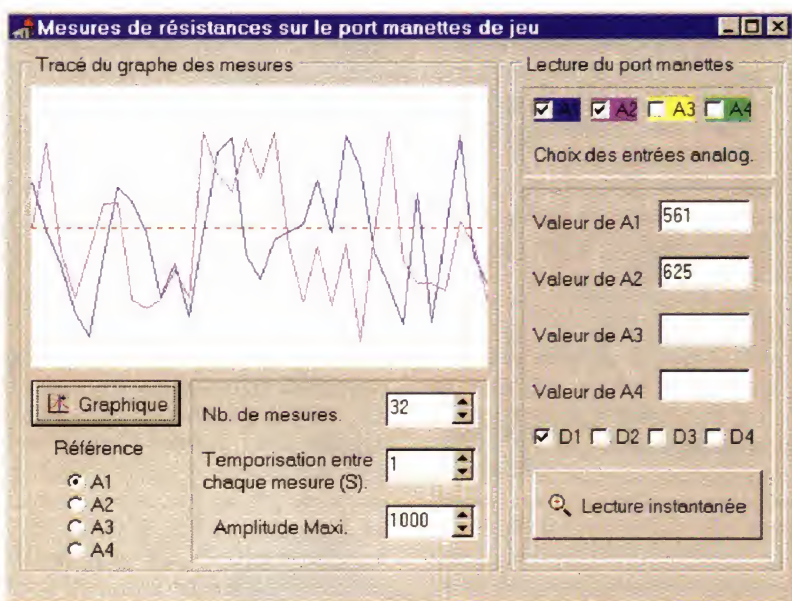 Mesures de résistances sur le port manettes de jeu
Tracé du graphe des mesures
Graphique
Référence
A1
A2
A3
A4
Nb. de mesures. 32
Temporisation entre
chaque mesure (S). 1
Amplitude Maxi. 1000
Lecture du port manettes
A1 A2 A3 A4
Choix des entrées analog.
Valeur de A1 561
Valeur de A2 625
Valeur de A3
Valeur de A4
D1 D2 D3 D4
Lecture instantanée